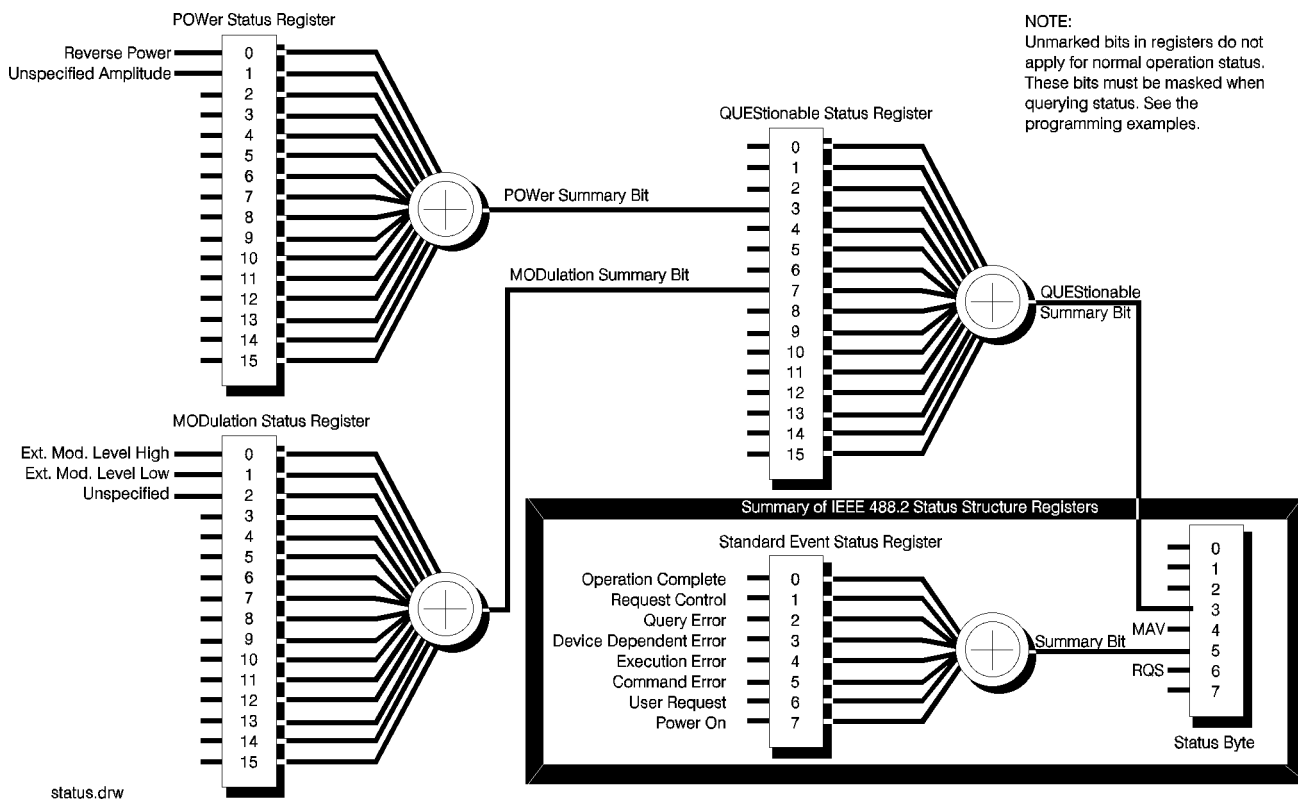 POWer Status Register
Reverse Power
Unspecified Amplitude
0
1
2
3
4
5
6
7
8
9
10
11
12
13
14
15
POWer Summary Bit
NOTE:
Unmarked bits in registers do not
apply for normal operation status.
These bits must be masked when
querying status. See the
programming examples.
QUEStionable Status Register
0
1
2
3
4
5
6
7
8
9
10
11
12
13
14
15
QUEStionable
Summary Bit
MODulation Summary Bit
MODulation Status Register
Ext. Mod. Level High
Ext. Mod. Level Low
Unspecified
0
1
2
3
4
5
6
7
8
9
10
11
12
13
14
15
Summary of IEEE 488.2 Status Structure Registers
Standard Event Status Register
Operation Complete 0
Request Control 1
Query Error 2
Device Dependent Error 3
Execution Error 4
Command Error 5
User Request 6
Power On 7
Summary Bit
0
1
2
3
MAV 4
5
RQS 6
7
Status Byte
status.drw